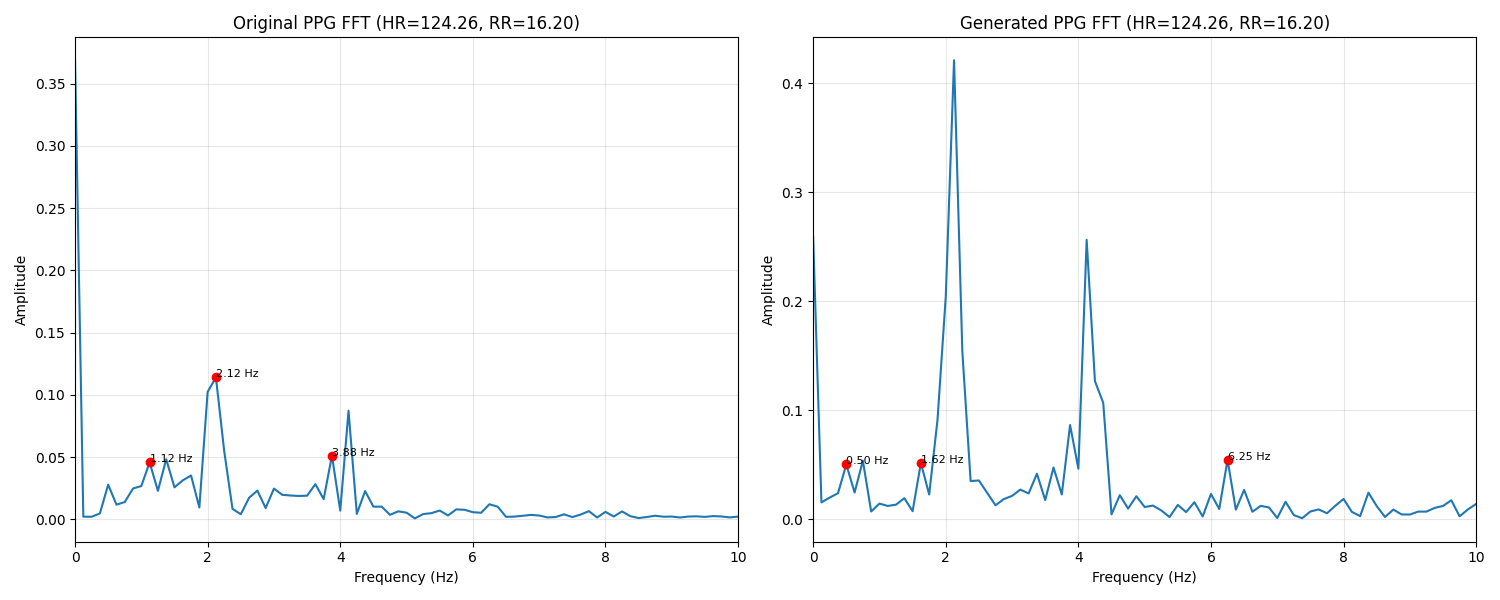 Original PPG FFT (HR=124.26, RR=16.20)
0.35
0.30
0.25
0.20
0.15
0.10
0.05
0.00
Amplitude
1.12 Hz
2.12 Hz
3.88 Hz
0 2 4 6 8 10
Frequency (Hz)
Generated PPG FFT (HR=124.26, RR=16.20)
0.4
0.3
0.2
0.1
0.0
Amplitude
0.50 Hz
1.62 Hz
6.25 Hz
0 2 4 6 8 10
Frequency (Hz)